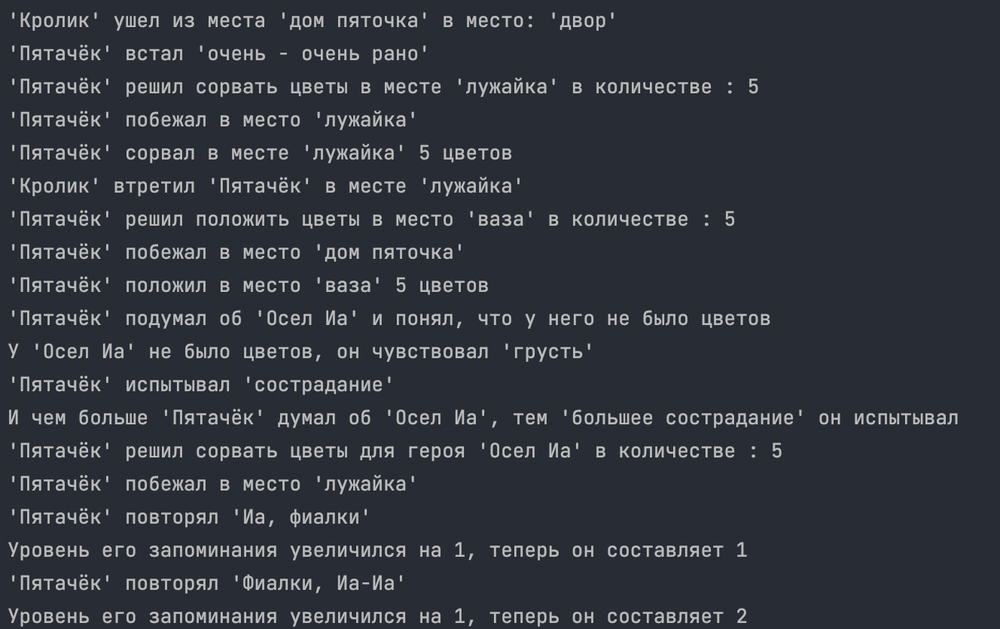 'Кролик' ушел из места 'дом пяточка' в место: 'двор'
'Пятачёк' встал 'очень - очень рано'
'Пятачёк' решил сорвать цветы в месте 'лужайка' в количестве : 5
'Пятачёк' побежал в место 'лужайка'
'Пятачёк' сорвал в месте 'лужайка' 5 цветов
'Кролик' втретил 'Пятачёк' в месте 'лужайка'
'Пятачёк' решил положить цветы в место 'ваза' в количестве : 5
'Пятачёк' побежал в место 'дом пяточка'
'Пятачёк' положил в место 'ваза' 5 цветов
'Пятачёк' подумал об 'Осел Иа' и понял, что у него не было цветов
У 'Осел Иа' не было цветов, он чувствовал 'грусть'
'Пятачёк' испытывал 'сострадание'
И чем больше 'Пятачёк' думал об 'Осел Иа', тем 'большее сострадание' он испытывал
'Пятачёк' решил сорвать цветы для героя 'Осел Иа' в количестве : 5
'Пятачёк' побежал в место 'лужайка'
'Пятачёк' повторял 'Иа, фиалки'
Уровень его запоминания увеличился на 1, теперь он составляет 1
'Пятачёк' повторял 'Фиалки, Иа-Иа'
Уровень его запоминания увеличился на 1, теперь он составляет 2